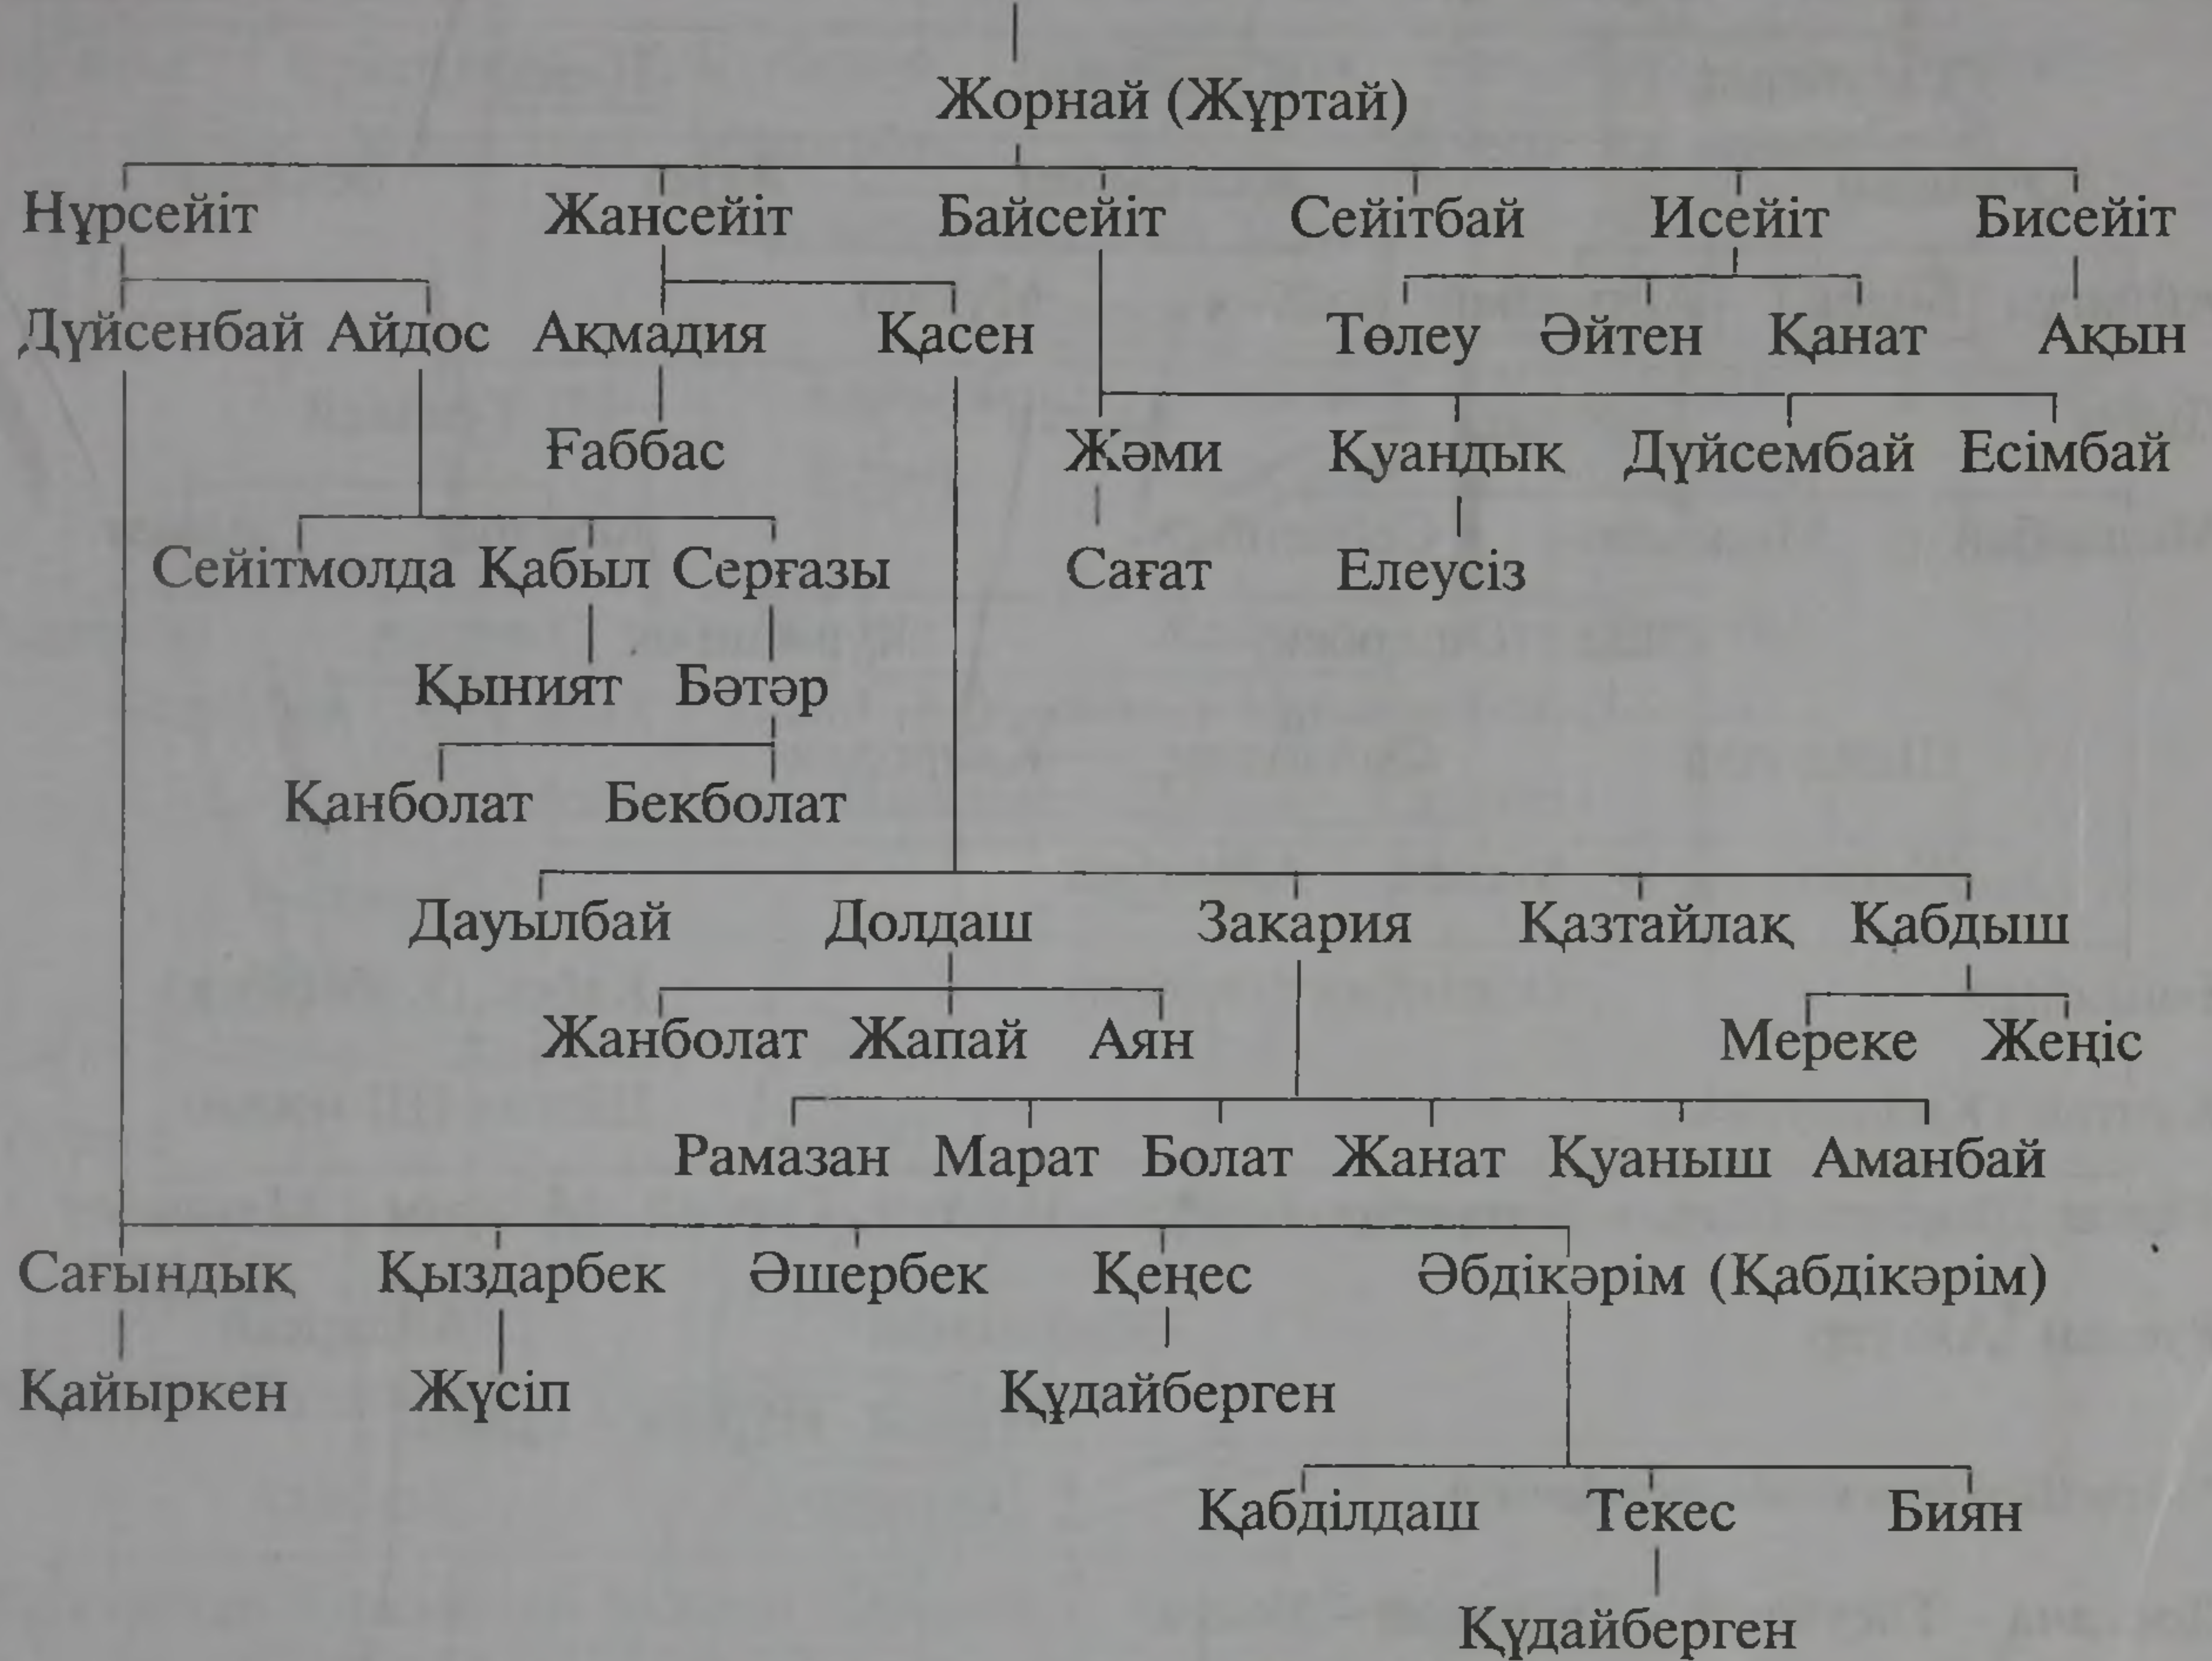 Жорнай (Жұртай)
Нұрсейіт Жансейіт Байсейіт Сейітбай Исейіт Бисейіт
Дүйсенбай Айдос Ақмадия Қасен Төлеу Әйтен Қанат Ақын
Ғаббас Жәми Қуандық Дүйсембай Есімбай
Сейітмолда Қабыл Серғазы Сағат Елеусіз
Қыният Бәтәр
Қанболат Бекболат
Дауылбай Долдаш Закария Қазтайлақ Қабдыш
Жанболат Жапай Аян Мереке Жеңіс
Рамазан Марат Болат Жанат Қуаныш Аманбай
Сағындық Қыздарбек Әшербек Қеңес Әбдікәрім (Қабдікәрім)
Қайыркен Жүсіп Құдайберген
Қабділдаш Текес Биян
Құдайберген